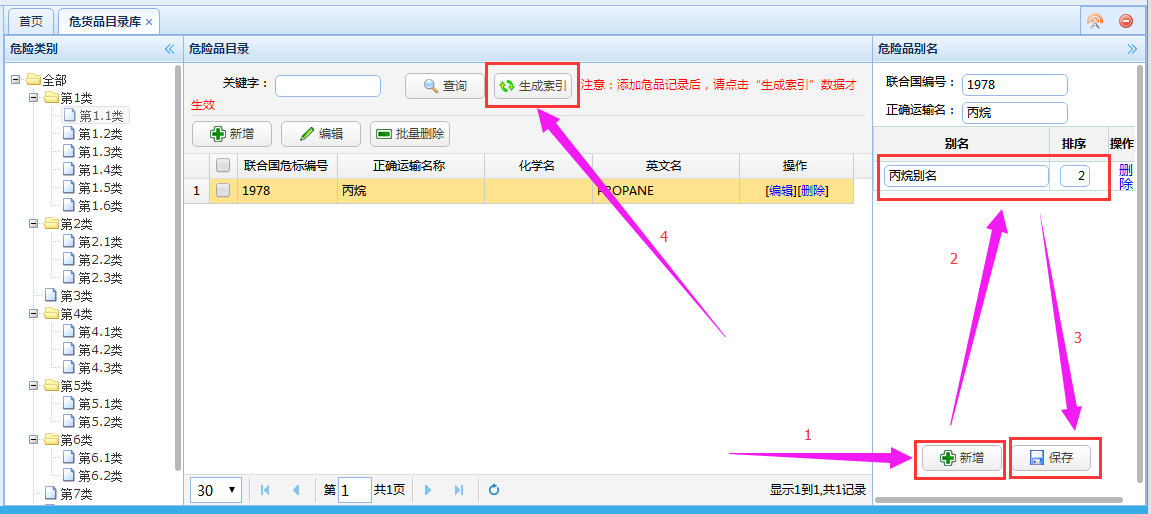 首页 危货品目录库 ×
危险类别
全部
第1类
第1.1类
第1.2类
第1.3类
第1.4类
第1.5类
第1.6类
第2类
第2.1类
第2.2类
第2.3类
第3类
第4类
第4.1类
第4.2类
第4.3类
第5类
第5.1类
第5.2类
第6类
第6.1类
第6.2类
第7类
危险品目录
关键字： 查询 生成索引 注意：添加危品记录后，请点击“生成索引”数据才
生效
新增 编辑 批量删除
联合国危标编号 正确运输名称 化学名 英文名 操作
1 1978 丙烷 PROPANE [编辑][删除]
4
1
30 第 1 共1页 显示1到1,共1记录
危险品别名
联合国编号： 1978
正确运输名： 丙烷
别名 排序 操作
丙烷别名 2 删
除
2
3
新增 保存